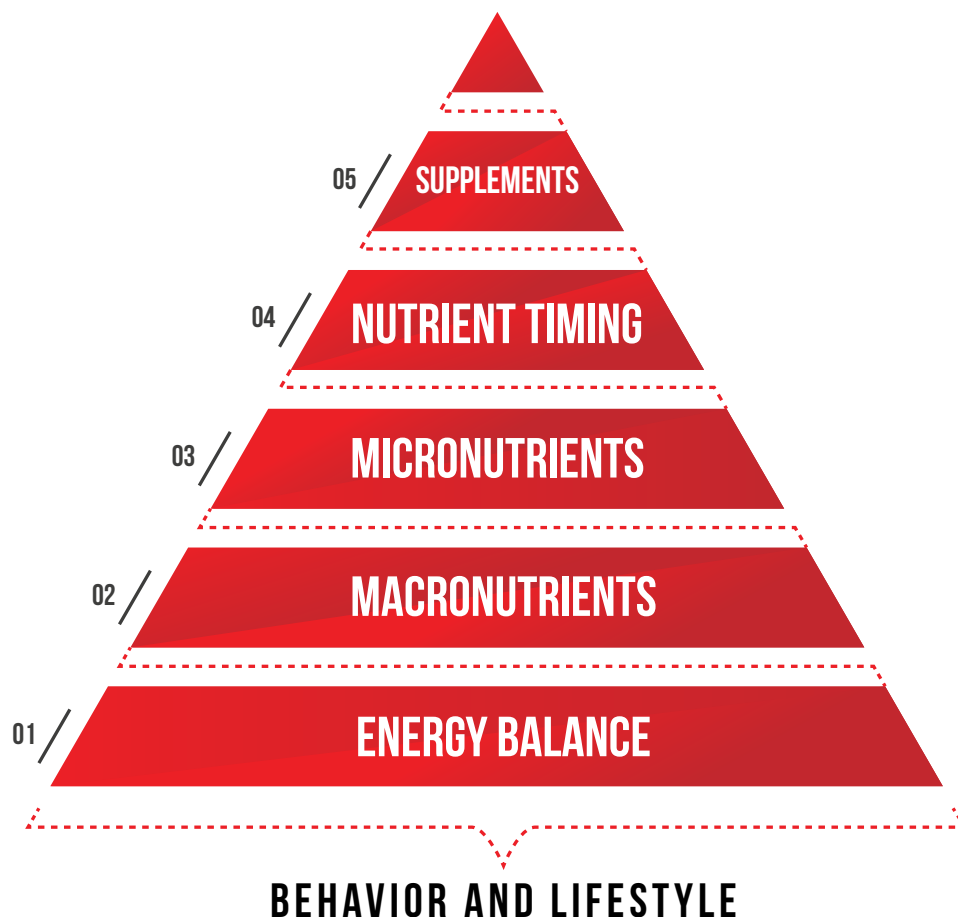 05 SUPPLEMENTS
04 NUTRIENT TIMING
03 MICRONUTRIENTS
02 MACRONUTRIENTS
01 ENERGY BALANCE
BEHAVIOR AND LIFESTYLE